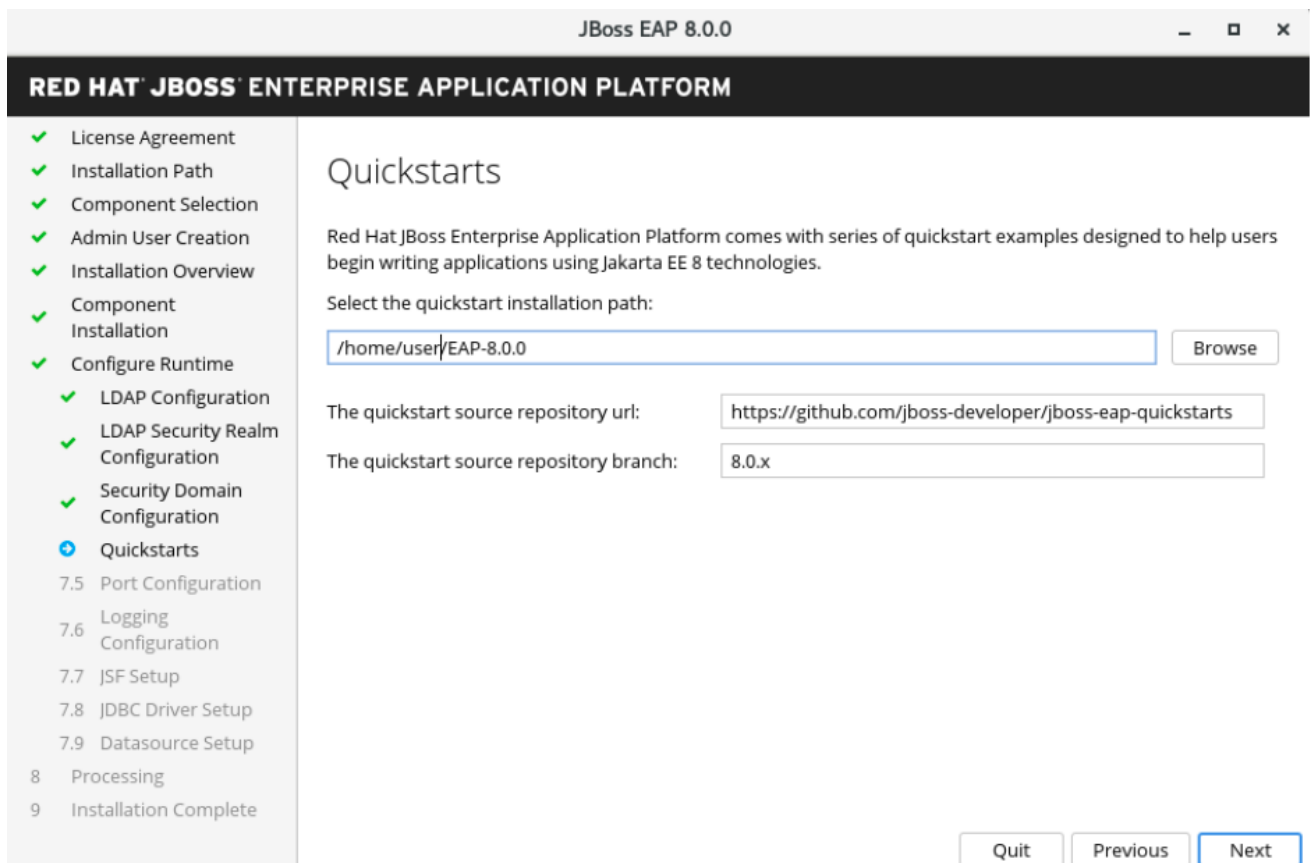 JBoss EAP 8.0.0
RED HAT JBOSS ENTERPRISE APPLICATION PLATFORM
License Agreement
Installation Path
Component Selection
Admin User Creation
Installation Overview
Component
Installation
Configure Runtime
LDAP Configuration
LDAP Security Realm
Configuration
Security Domain
Configuration
Quickstarts
7.5 Port Configuration
7.6 Logging
Configuration
7.7 JSF Setup
7.8 JDBC Driver Setup
7.9 Datasource Setup
8 Processing
9 Installation Complete
Quickstarts
Red Hat JBoss Enterprise Application Platform comes with series of quickstart examples designed to help users
begin writing applications using Jakarta EE 8 technologies.
Select the quickstart installation path:
/home/user/EAP-8.0.0 Browse
The quickstart source repository url: https://github.com/jboss-developer/jboss-eap-quickstarts
The quickstart source repository branch: 8.0.x
Quit Previous Next